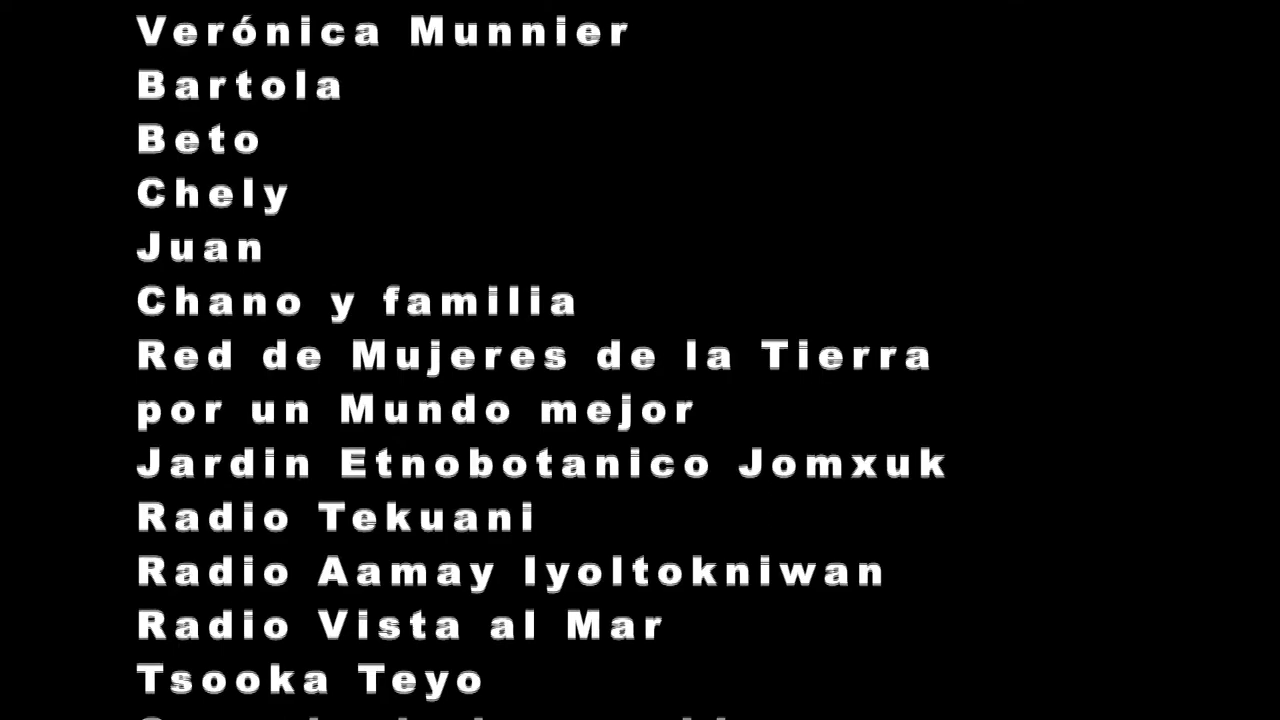 Verónica Munnier
Bartola
Beto
Chely
Juan
Chano y familia
Red de Mujeres de la Tierra
por un Mundo mejor
Jardin Etnobotanico Jomxuk
Radio Tekuani
Radio Aamay Iyoltokniwan
Radio Vista al Mar
Tsooka Teyo